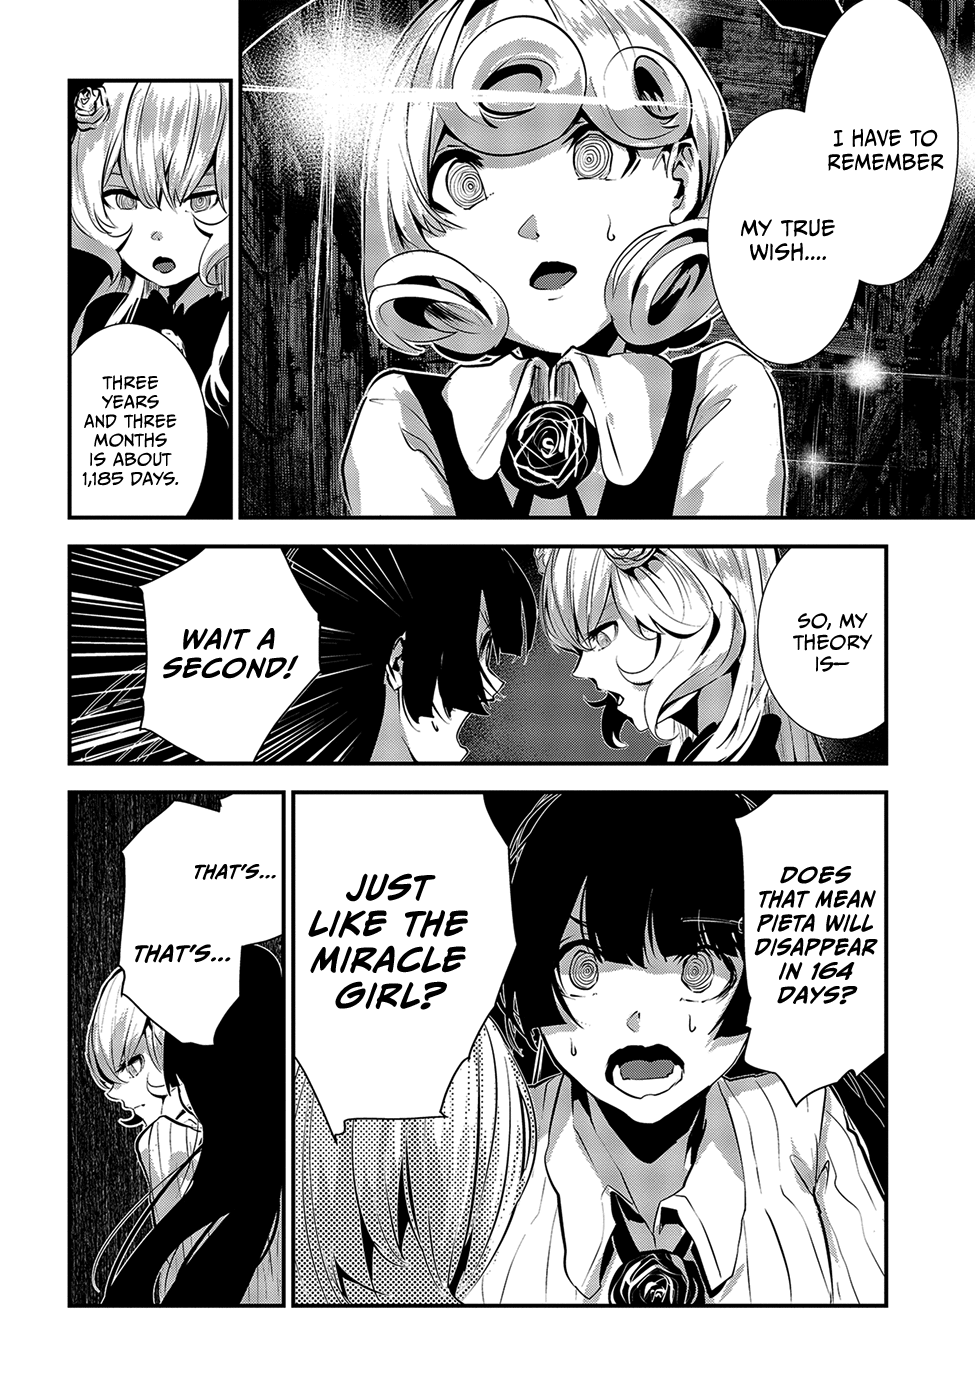 I HAVE TO
REMEMBER
MY TRUE
WISH....
THREE
YEARS
AND THREE
MONTHS
IS ABOUT
1,185 DAYS.
SO, MY
THEORY
IS—
WAIT A
SECOND!
DOES
THAT MEAN
PIETA WILL
DISAPPEAR
IN 164
DAYS?
JUST
LIKE THE
MIRACLE
GIRL?
THAT'S...
THAT'S...